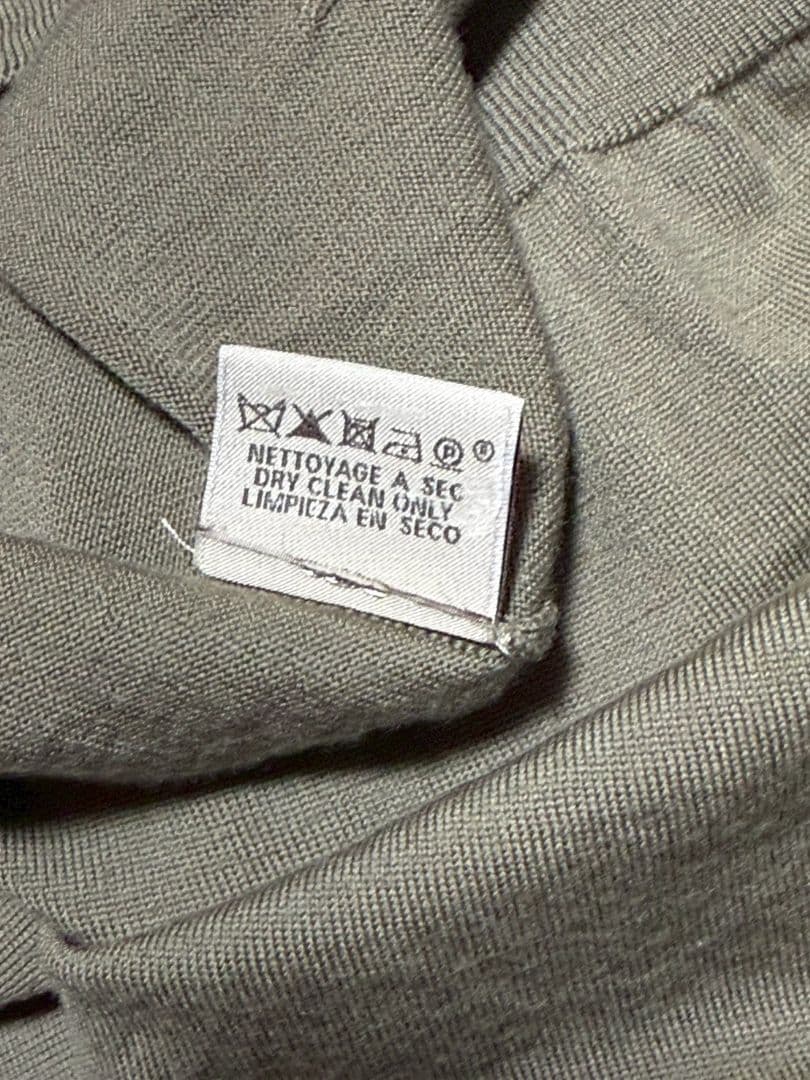 P ®
NETTOYAGE A SEC
DRY CLEAN ONLY
LIMPIEZA EN SECO